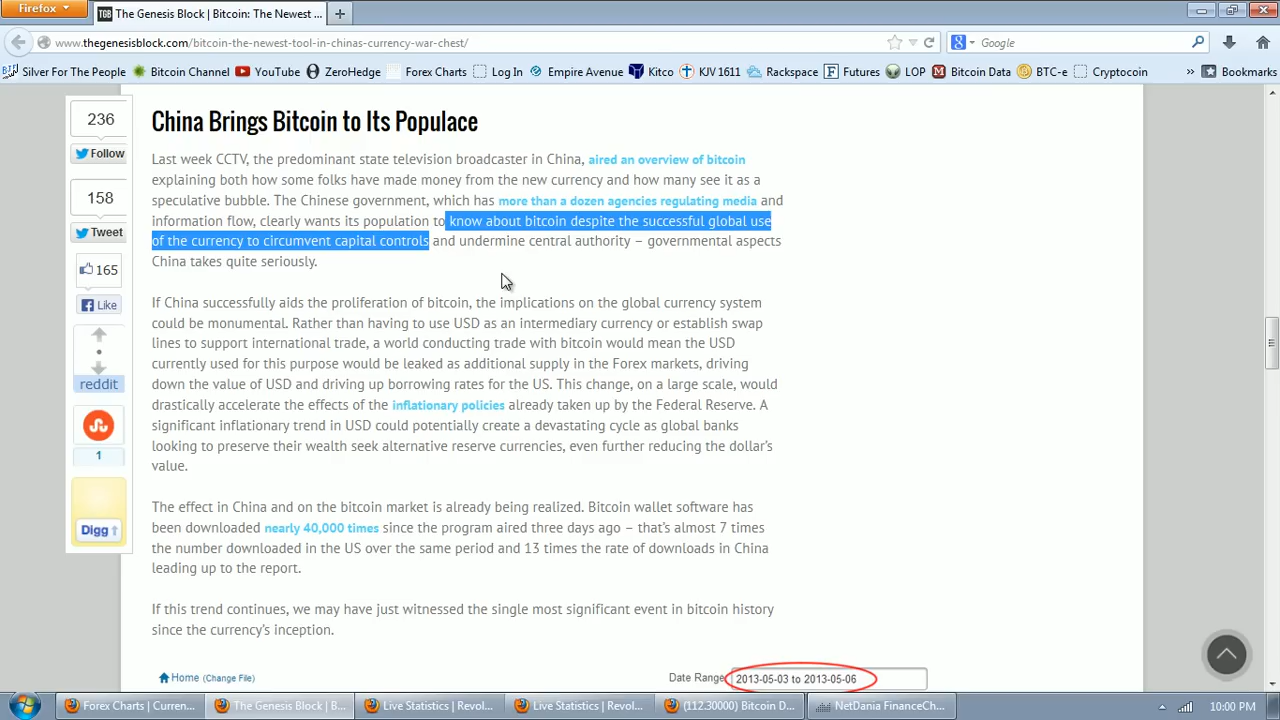 Firefox
The Genesis Block | Bitcoin: The Newest ...
www.thegenesisblock.com/bitcoin-the-newest-tool-in-chinas-currency-war-chest/
Google
Silver For The People
Bitcoin Channel
YouTube
ZeroHedge
Forex Charts
Log In
Empire Avenue
Kitco
KJV 1611
Rackspace
Futures
LOP
Bitcoin Data
BTC-e
Cryptocoin
»
Bookmarks
236
Follow
158
Tweet
165
Like
reddit
1
Digg
China Brings Bitcoin to Its Populace
Last week CCTV, the predominant state television broadcaster in China, aired an overview of bitcoin
explaining both how some folks have made money from the new currency and how many see it as a
speculative bubble. The Chinese government, which has more than a dozen agencies regulating media and
information flow, clearly wants its population to know about bitcoin despite the successful global use
of the currency to circumvent capital controls and undermine central authority – governmental aspects
China takes quite seriously.
If China successfully aids the proliferation of bitcoin, the implications on the global currency system
could be monumental. Rather than having to use USD as an intermediary currency or establish swap
lines to support international trade, a world conducting trade with bitcoin would mean the USD
currently used for this purpose would be leaked as additional supply in the Forex markets, driving
down the value of USD and driving up borrowing rates for the US. This change, on a large scale, would
drastically accelerate the effects of the inflationary policies already taken up by the Federal Reserve. A
significant inflationary trend in USD could potentially create a devastating cycle as global banks
looking to preserve their wealth seek alternative reserve currencies, even further reducing the dollar's
value.
The effect in China and on the bitcoin market is already being realized. Bitcoin wallet software has
been downloaded nearly 40,000 times since the program aired three days ago – that's almost 7 times
the number downloaded in the US over the same period and 13 times the rate of downloads in China
leading up to the report.
If this trend continues, we may have just witnessed the single most significant event in bitcoin history
since the currency's inception.
Home (Change File)
Date Range
2013-05-03 to 2013-05-06
Forex Charts | Curren...
The Genesis Block | B...
Live Statistics | Revol...
Live Statistics | Revol...
(112.30000) Bitcoin D...
NetDania FinanceCh...
10:00 PM